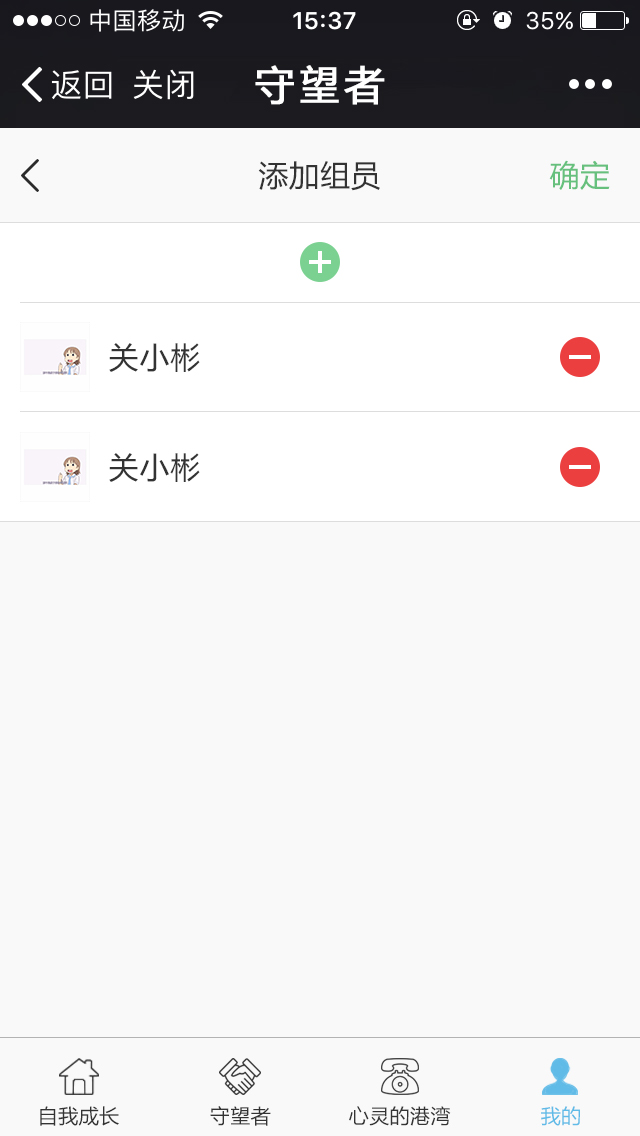 中国移动 15:37 35%
返回 关闭 守望者
添加组员 确定
关小彬
关小彬
自我成长 守望者 心灵的港湾 我的